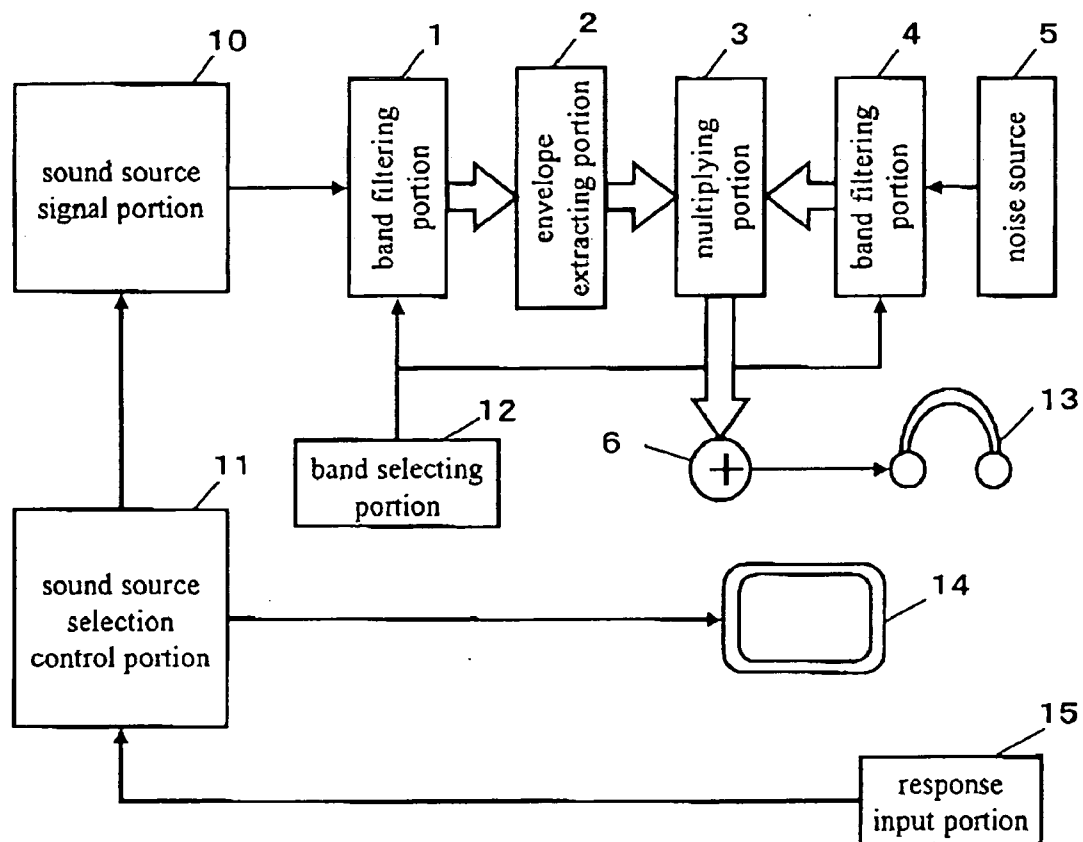 10
1
2
3
4
5
sound source
signal portion
band filtering
portion
envelope
extracting portion
multiplying
portion
band filtering
portion
noise source
12
band selecting
portion
6
+
13
11
sound source
selection
control portion
14
15
response
input portion